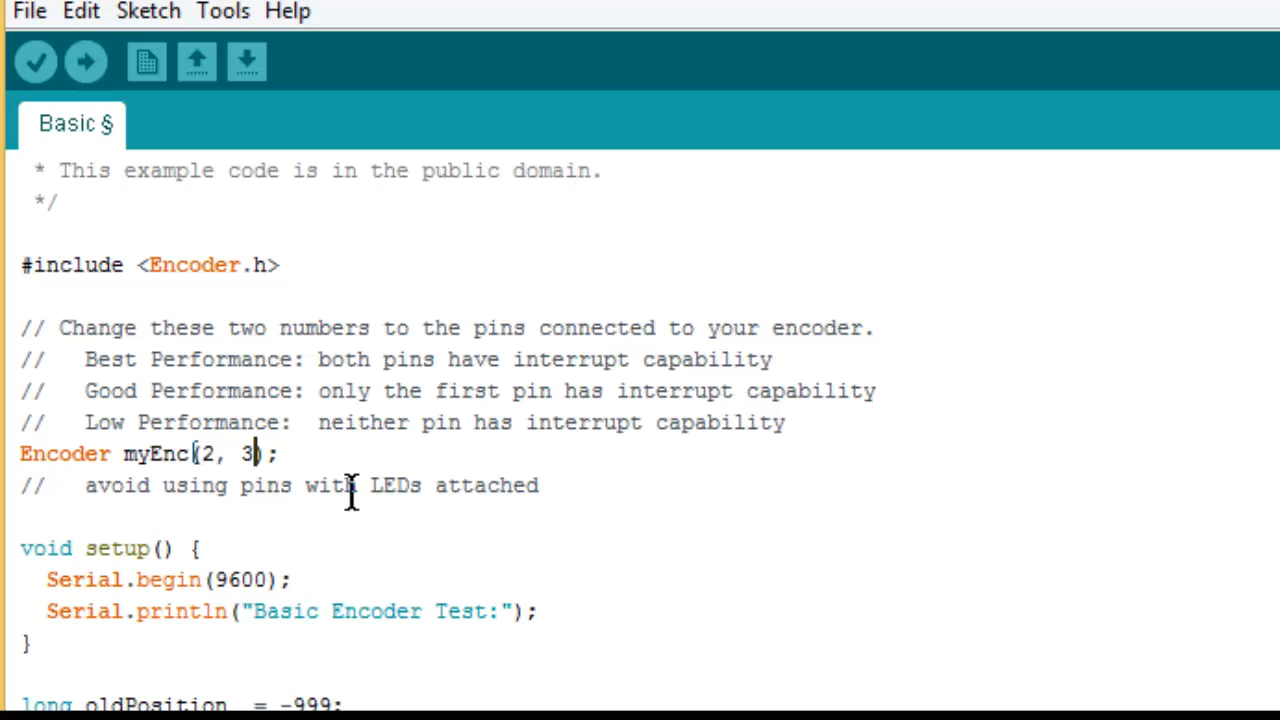 File Edit Sketch Tools Help
Basic §
* This example code is in the public domain.
*/
#include <Encoder.h>
// Change these two numbers to the pins connected to your encoder.
//   Best Performance: both pins have interrupt capability
//   Good Performance: only the first pin has interrupt capability
//   Low Performance:  neither pin has interrupt capability
Encoder myEnc(2, 3);
//   avoid using pins with LEDs attached
void setup() {
  Serial.begin(9600);
  Serial.println("Basic Encoder Test:");
}
long oldPosition  = -999;